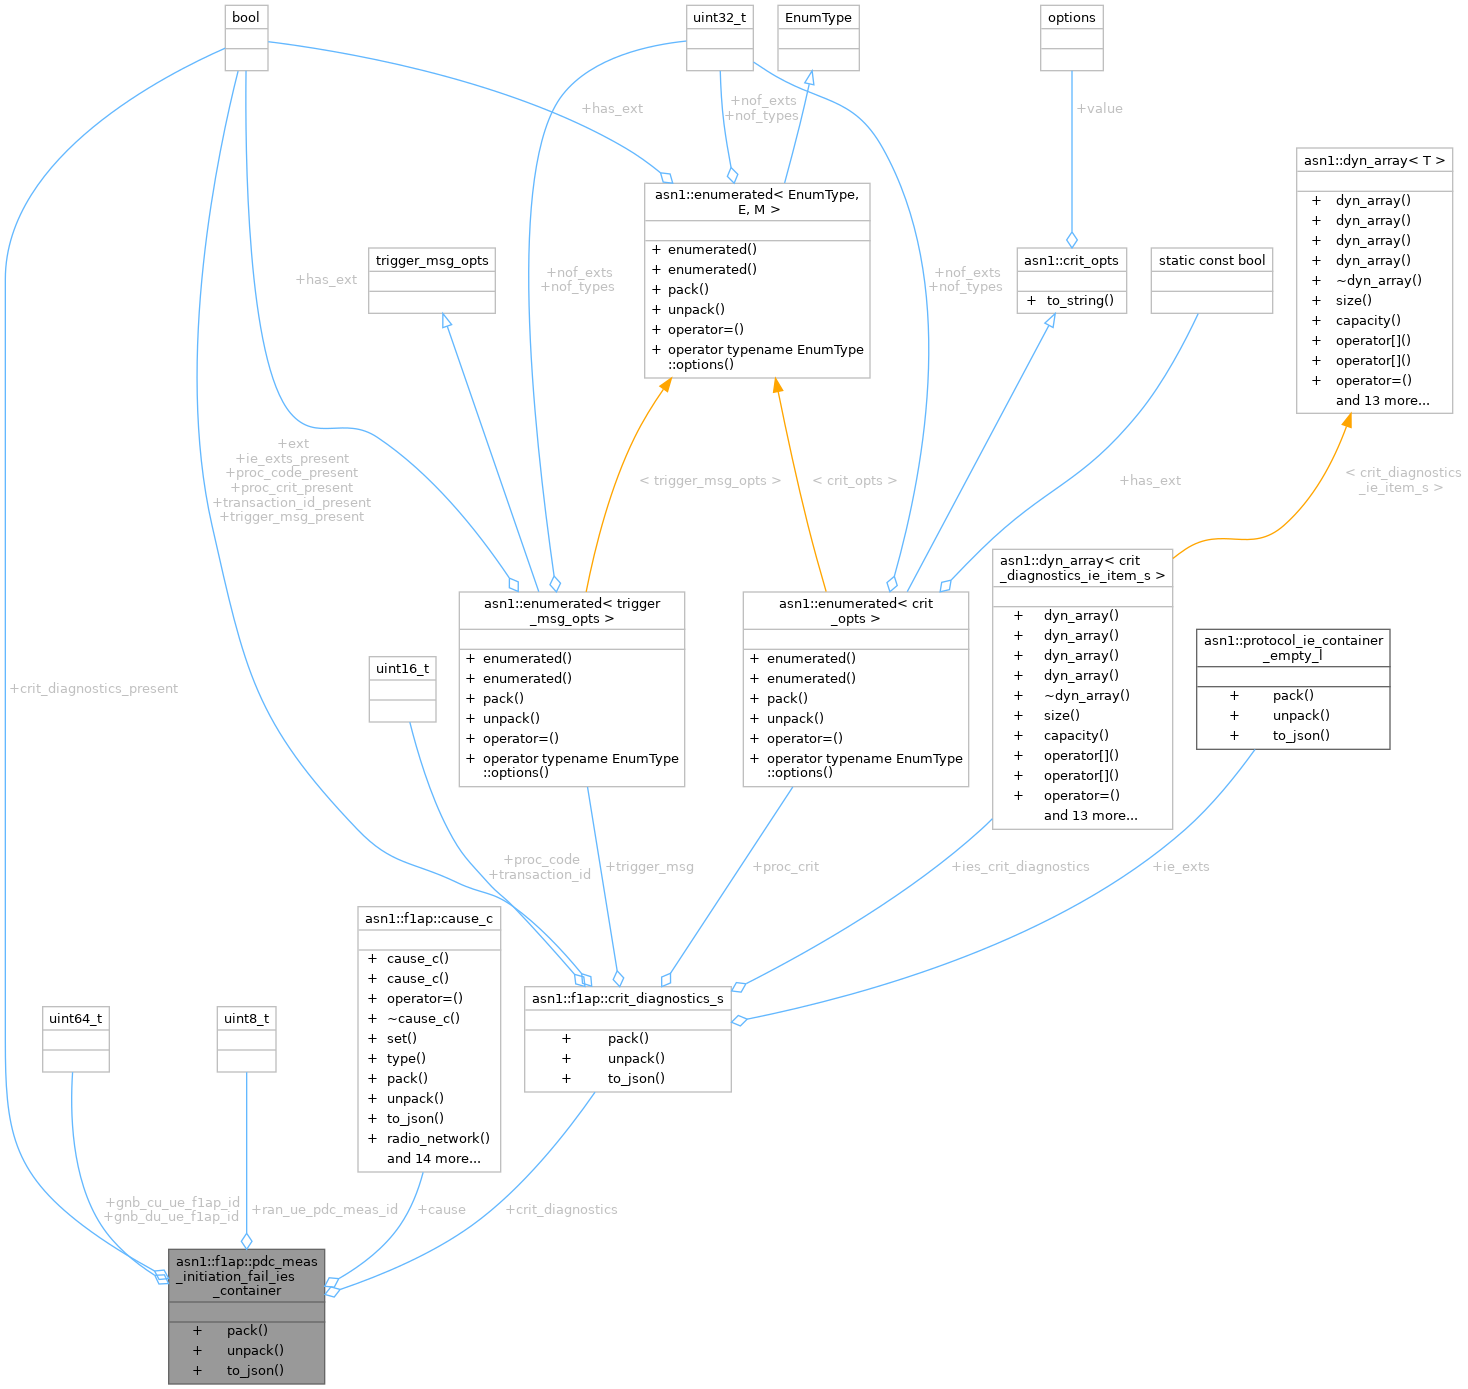 bool
uint32_t
EnumType
options
+has_ext
+nof_exts
+nof_types
+value
asn1::dyn_array< T >
+ dyn_array()
+ dyn_array()
+ dyn_array()
+ dyn_array()
+ ~dyn_array()
+ size()
+ capacity()
+ operator[]()
+ operator[]()
+ operator=()
and 13 more...
asn1::enumerated< EnumType,
E, M >
+ enumerated()
+ enumerated()
+ pack()
+ unpack()
+ operator=()
+ operator typename EnumType
::options()
trigger_msg_opts
asn1::crit_opts
+ to_string()
static const bool
+has_ext
+nof_exts
+nof_types
+nof_exts
+nof_types
+ext
+ie_exts_present
+proc_code_present
+proc_crit_present
+transaction_id_present
+trigger_msg_present
< trigger_msg_opts >
< crit_opts >
+has_ext
< crit_diagnostics
_ie_item_s >
asn1::dyn_array< crit
_diagnostics_ie_item_s >
+ dyn_array()
+ dyn_array()
+ dyn_array()
+ dyn_array()
+ ~dyn_array()
+ size()
+ capacity()
+ operator[]()
+ operator[]()
+ operator=()
and 13 more...
asn1::enumerated< trigger
_msg_opts >
+ enumerated()
+ enumerated()
+ pack()
+ unpack()
+ operator=()
+ operator typename EnumType
::options()
asn1::enumerated< crit
_opts >
+ enumerated()
+ enumerated()
+ pack()
+ unpack()
+ operator=()
+ operator typename EnumType
::options()
asn1::protocol_ie_container
_empty_l
+ pack()
+ unpack()
+ to_json()
uint16_t
+crit_diagnostics_present
+proc_code
+transaction_id
+trigger_msg
+proc_crit
+ies_crit_diagnostics
+ie_exts
asn1::f1ap::cause_c
+ cause_c()
+ cause_c()
+ operator=()
+ ~cause_c()
+ set()
+ type()
+ pack()
+ unpack()
+ to_json()
+ radio_network()
and 14 more...
asn1::f1ap::crit_diagnostics_s
+ pack()
+ unpack()
+ to_json()
uint64_t
uint8_t
+gnb_cu_ue_f1ap_id
+gnb_du_ue_f1ap_id
+ran_ue_pdc_meas_id
+cause
+crit_diagnostics
asn1::f1ap::pdc_meas
_initiation_fail_ies
_container
+ pack()
+ unpack()
+ to_json()